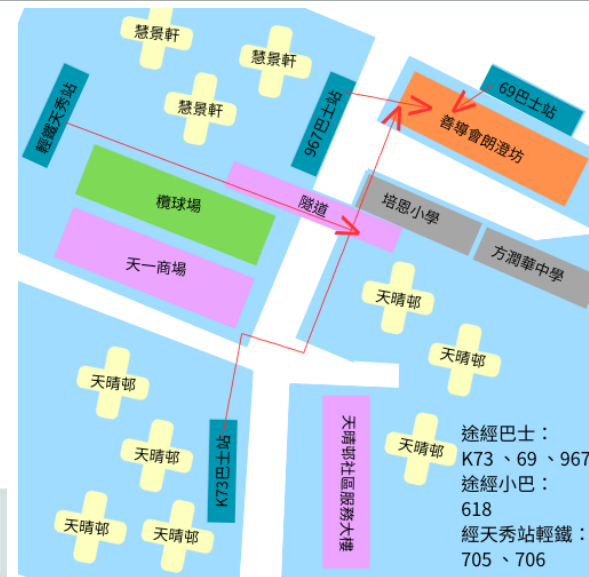 慧景軒
慧景軒
慧景軒
輕鐵天秀站
967巴士站
69巴士站
善導會朗澄坊
欖球場
隧道
培恩小學
方潤華中學
天一商場
天晴邨
天晴邨
天晴邨
天晴邨
天晴邨
天晴邨
天晴邨
K73巴士站
天晴邨社區服務大樓
途經巴士：
K73 、69 、967
途經小巴：
618
經天秀站輕鐵：
705 、706